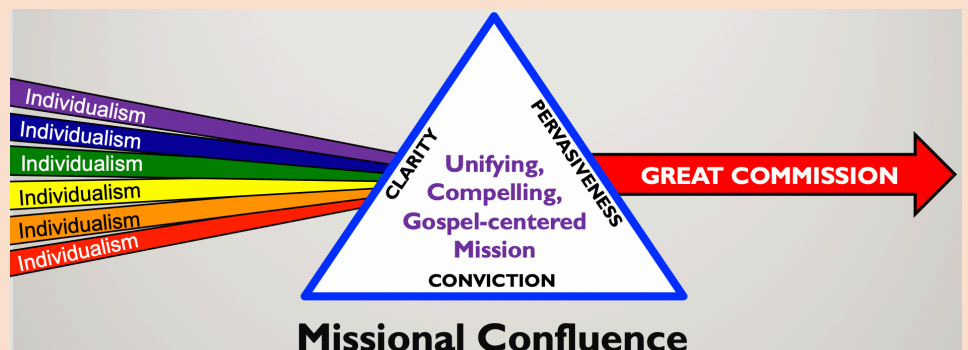 Individualism
Individualism
Individualism
Individualism
Individualism
Individualism
CLARITY
PERVASIVENESS
Unifying,
Compelling,
Gospel-centered
Mission
CONVICTION
GREAT COMMISSION
Missional Confluence